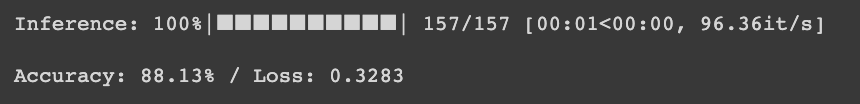 Inference: 100%|██████████| 157/157 [00:01<00:00, 96.36it/s]
Accuracy: 88.13% / Loss: 0.3283